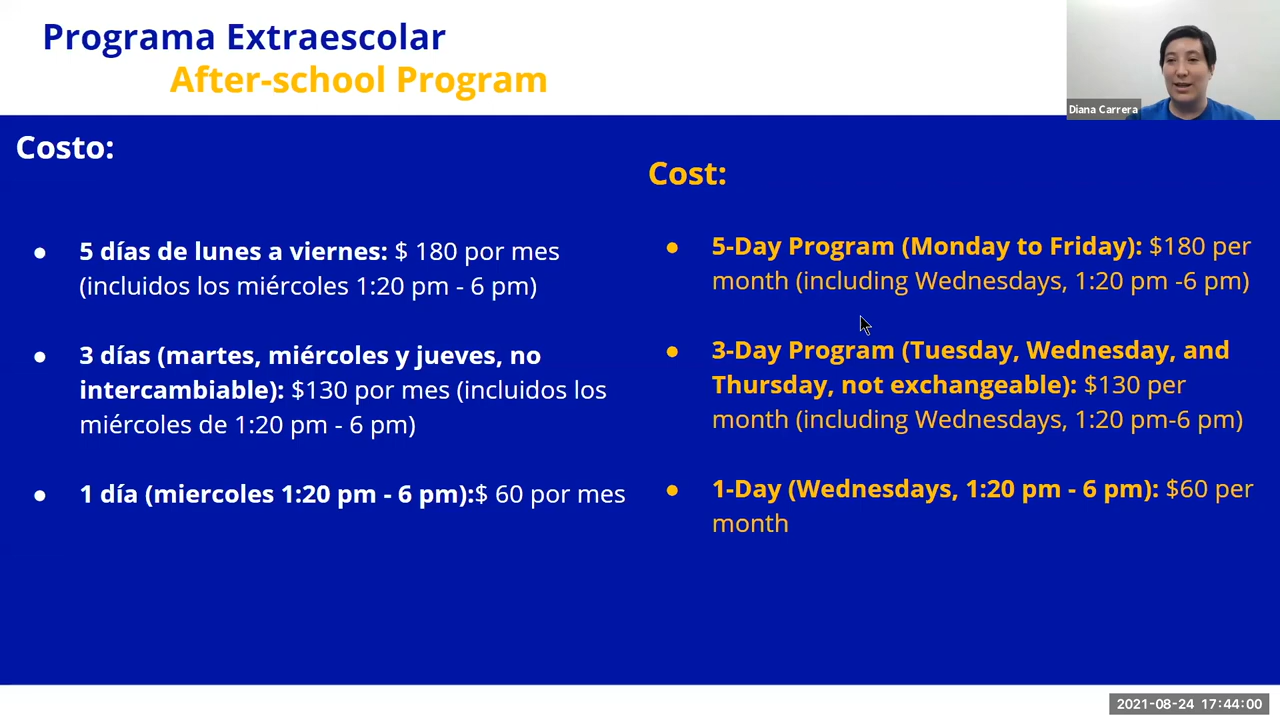 Programa Extraescolar
After-school Program
Diana Carrera
Costo:
● 5 días de lunes a viernes: $ 180 por mes
(incluidos los miércoles 1:20 pm - 6 pm)
● 3 días (martes, miércoles y jueves, no
intercambiable): $130 por mes (incluidos los
miércoles de 1:20 pm - 6 pm)
● 1 día (miercoles 1:20 pm - 6 pm):$ 60 por mes
Cost:
● 5-Day Program (Monday to Friday): $180 per
month (including Wednesdays, 1:20 pm -6 pm)
● 3-Day Program (Tuesday, Wednesday, and
Thursday, not exchangeable): $130 per
month (including Wednesdays, 1:20 pm-6 pm)
● 1-Day (Wednesdays, 1:20 pm - 6 pm): $60 per
month
2021-08-24 17:44:00